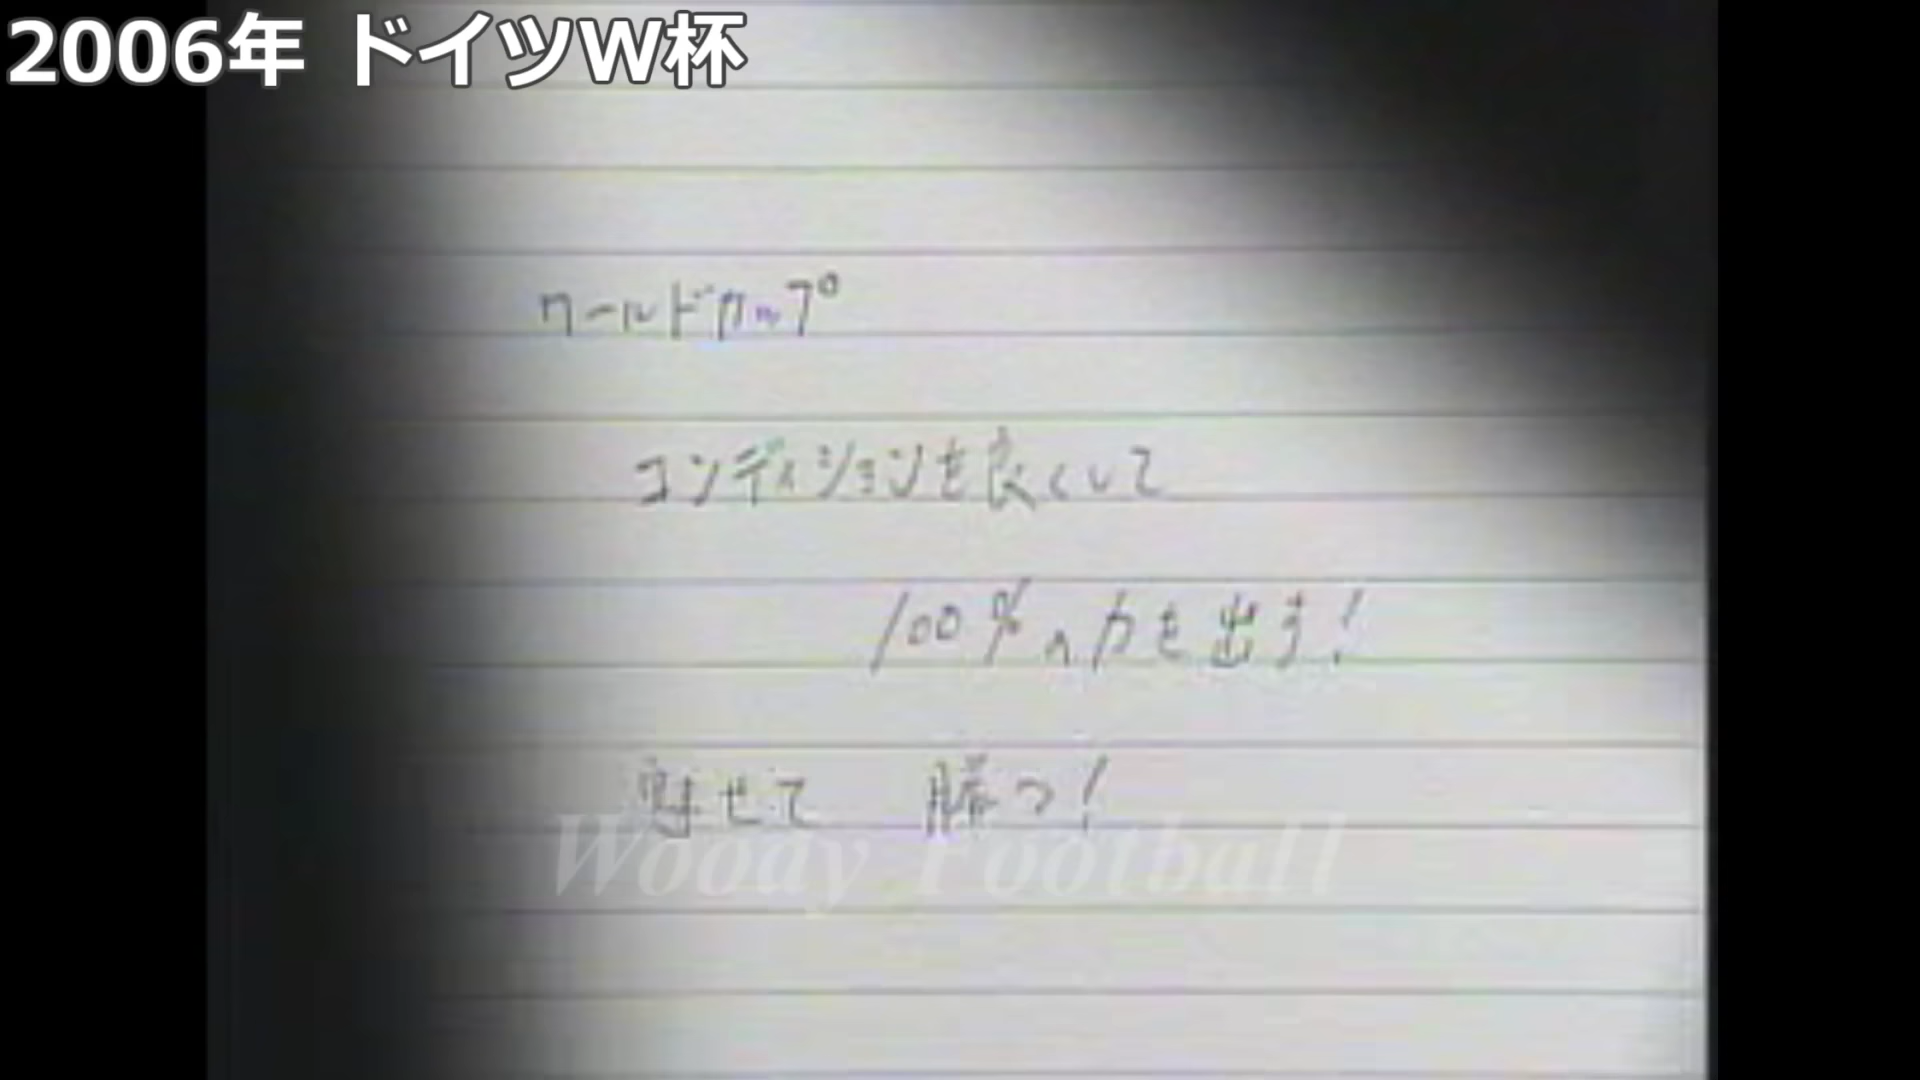 2006年 ドイツW杯
ワールドカップ
コンディションを良くして
100%の力を出す!
魅せて 勝つ!
Woody Football